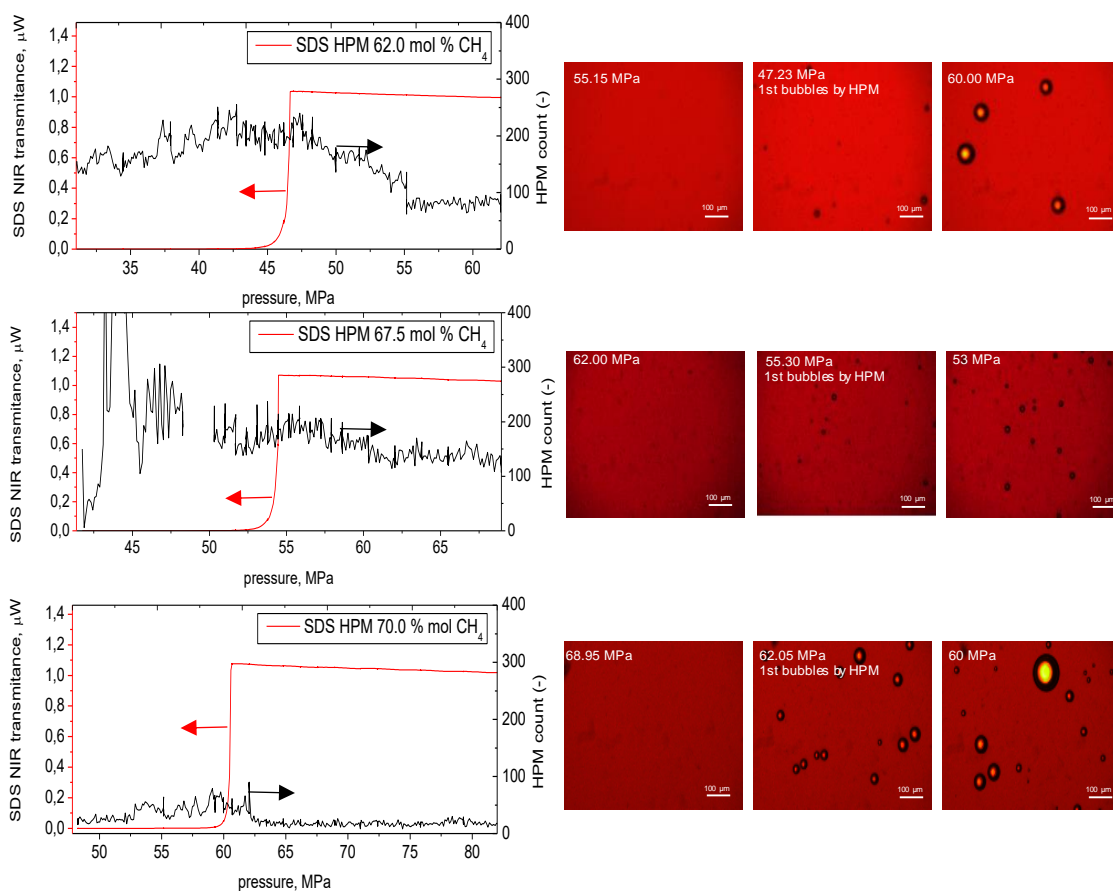 SDS NIR transmitance, µW
1,4
1,2
1,0
0,8
0,6
0,4
0,2
0,0
SDS HPM 62.0 mol % CH4
400
300
200
100
0
HPM count (-)
35 40 45 50 55 60
pressure, MPa
55.15 MPa
100 µm
47.23 MPa
1st bubbles by HPM
100 µm
60.00 MPa
100 µm
SDS NIR transmitance, µW
1,4
1,2
1,0
0,8
0,6
0,4
0,2
0,0
SDS HPM 67.5 mol % CH4
400
300
200
100
0
HPM count (-)
45 50 55 60 65
pressure, MPa
62.00 MPa
100 µm
55.30 MPa
1st bubbles by HPM
100 µm
53 MPa
100 µm
SDS NIR transmitance, µW
1,4
1,2
1,0
0,8
0,6
0,4
0,2
0,0
SDS HPM 70.0 % mol CH4
400
300
200
100
0
HPM count (-)
50 55 60 65 70 75 80
pressure, MPa
68.95 MPa
100 µm
62.05 MPa
1st bubbles by HPM
100 µm
60 MPa
100 µm